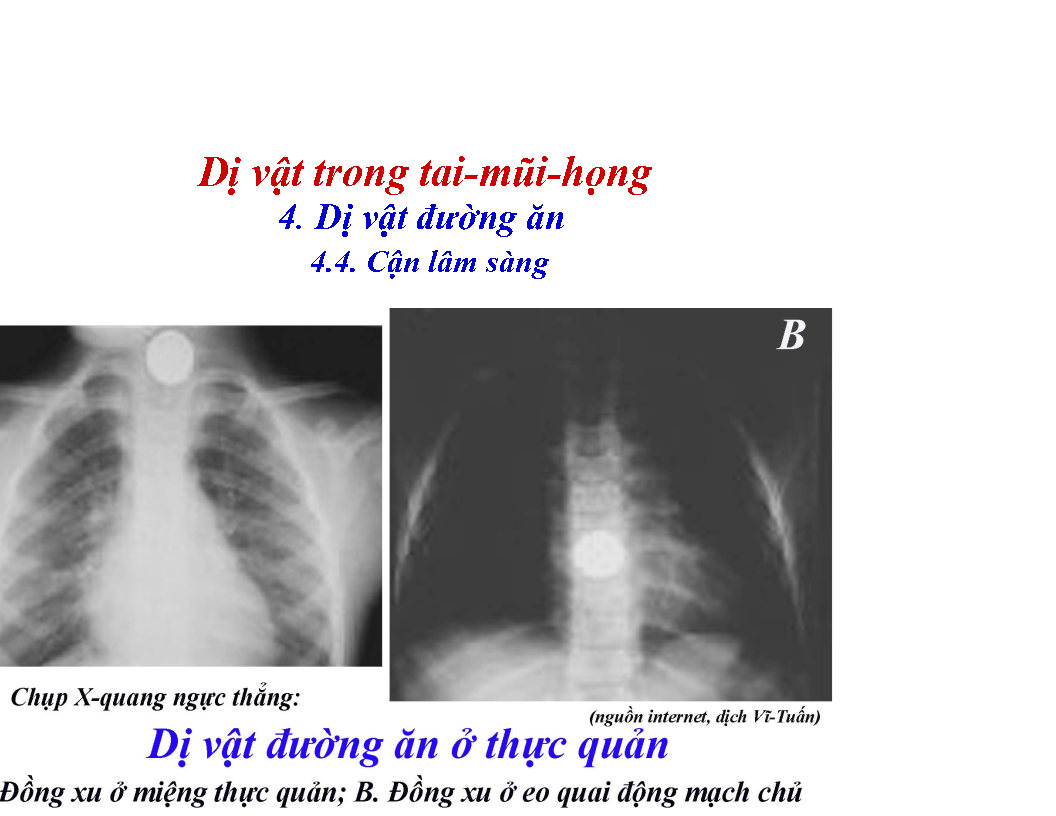 Dị vật trong tai-mũi-họng
4. Dị vật đường ăn
4.4. Cận lâm sàng
B
Chụp X-quang ngực thẳng:
(nguồn internet, dịch Vĩ-Tuấn)
Dị vật đường ăn ở thực quản
Đồng xu ở miệng thực quản; B. Đồng xu ở eo quai động mạch chủ